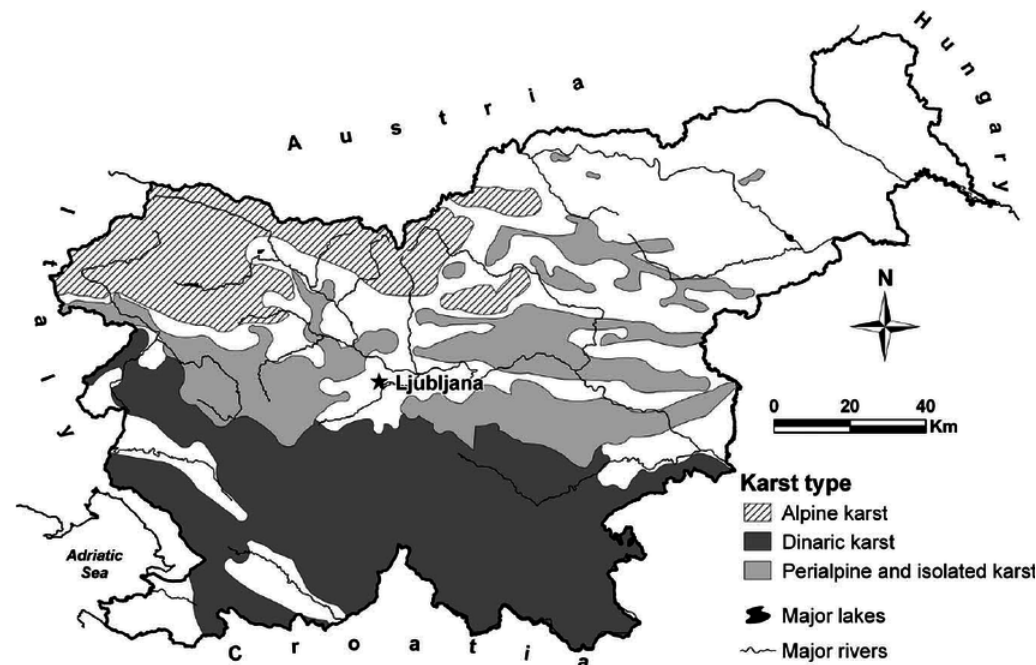 Hungary
Austria
Italy
N
Ljubljana
0 20 40
Km
Karst type
Alpine karst
Dinaric karst
Perialpine and isolated karst
Major lakes
Major rivers
Adriatic
Sea
Croatia